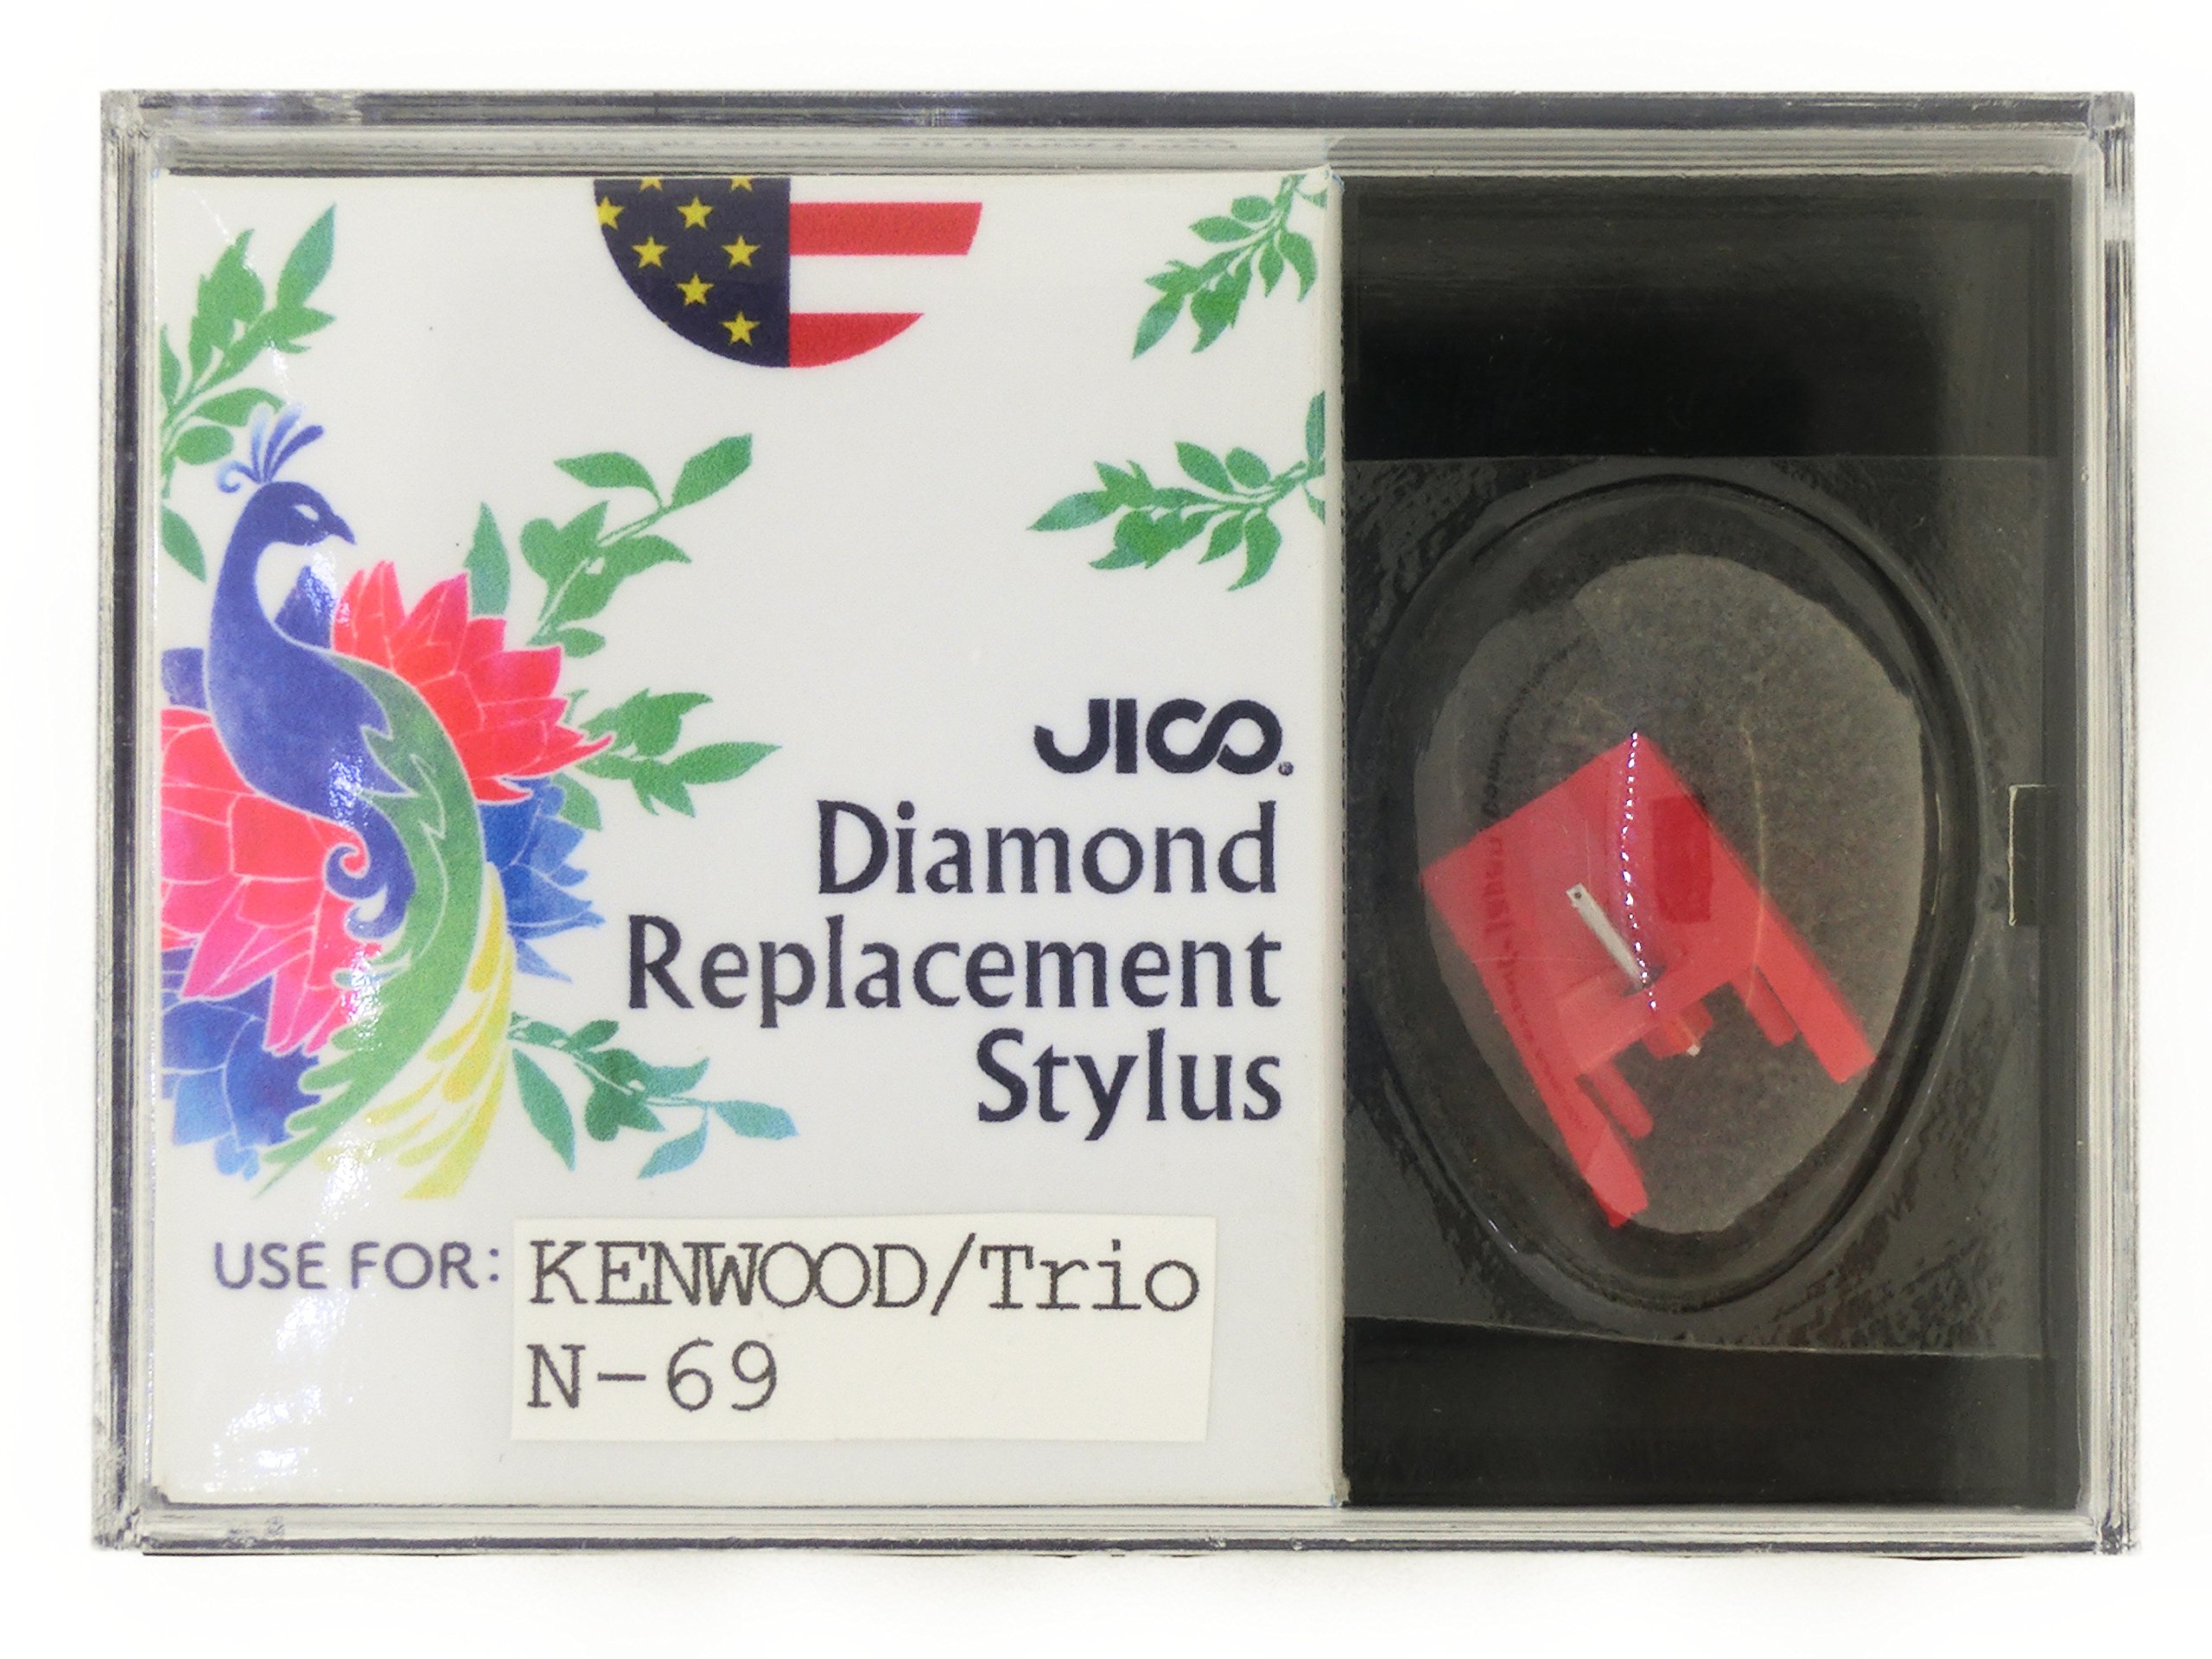 JICO®
Diamond
Replacement
Stylus
USE FOR: KENWOOD/Trio
N-69